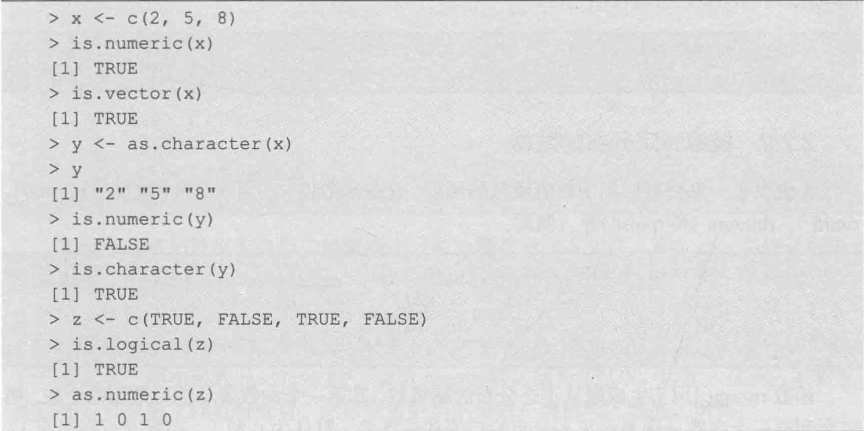 > x <- c(2, 5, 8)
> is.numeric(x)
[1] TRUE
> is.vector(x)
[1] TRUE
> y <- as.character(x)
> y
[1] "2" "5" "8"
> is.numeric(y)
[1] FALSE
> is.character(y)
[1] TRUE
> z <- c(TRUE, FALSE, TRUE, FALSE)
> is.logical(z)
[1] TRUE
> as.numeric(z)
[1] 1 0 1 0